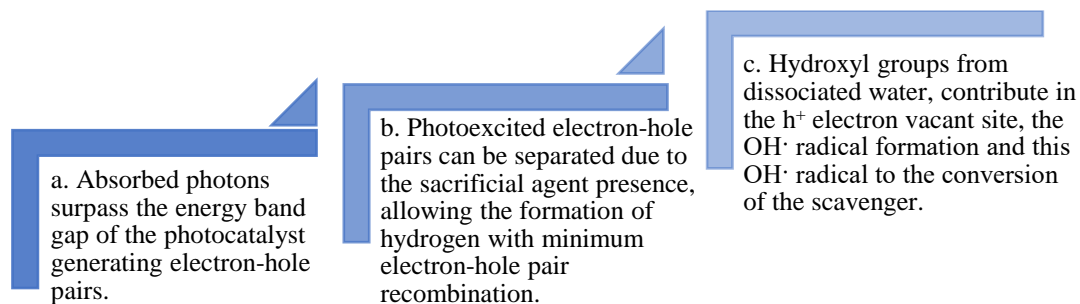 a. Absorbed photons
surpass the energy band
gap of the photocatalyst
generating electron-hole
pairs.
b. Photoexcited electron-hole
pairs can be separated due to
the sacrificial agent presence,
allowing the formation of
hydrogen with minimum
electron-hole pair
recombination.
c. Hydroxyl groups from
dissociated water, contribute in
the h⁺ electron vacant site, the
OH· radical formation and this
OH· radical to the conversion
of the scavenger.